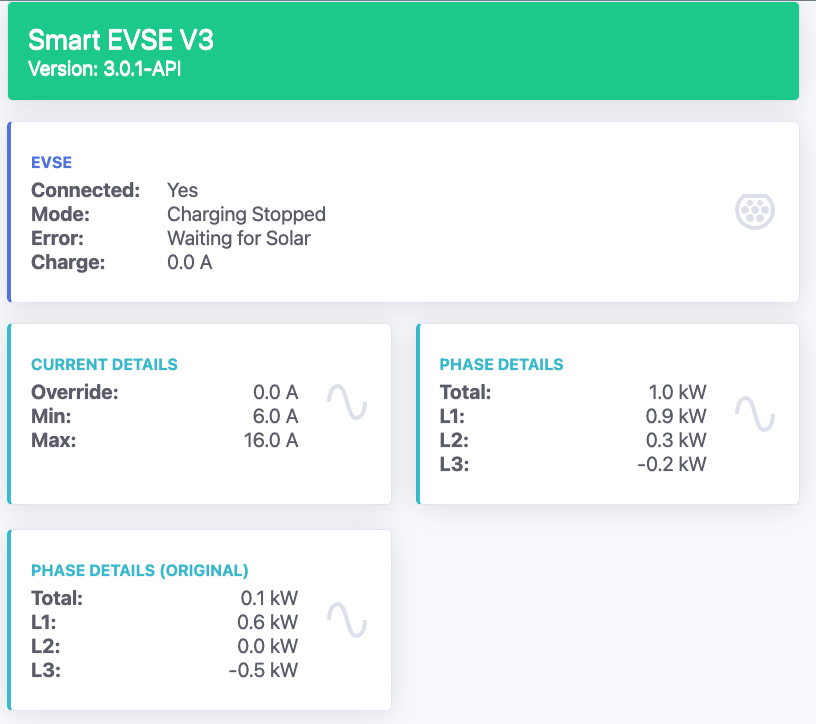 Smart EVSE V3
Version: 3.0.1-API
EVSE
Connected: Yes
Mode: Charging Stopped
Error: Waiting for Solar
Charge: 0.0 A
CURRENT DETAILS
Override: 0.0 A
Min: 6.0 A
Max: 16.0 A
PHASE DETAILS
Total: 1.0 kW
L1: 0.9 kW
L2: 0.3 kW
L3: -0.2 kW
PHASE DETAILS (ORIGINAL)
Total: 0.1 kW
L1: 0.6 kW
L2: 0.0 kW
L3: -0.5 kW